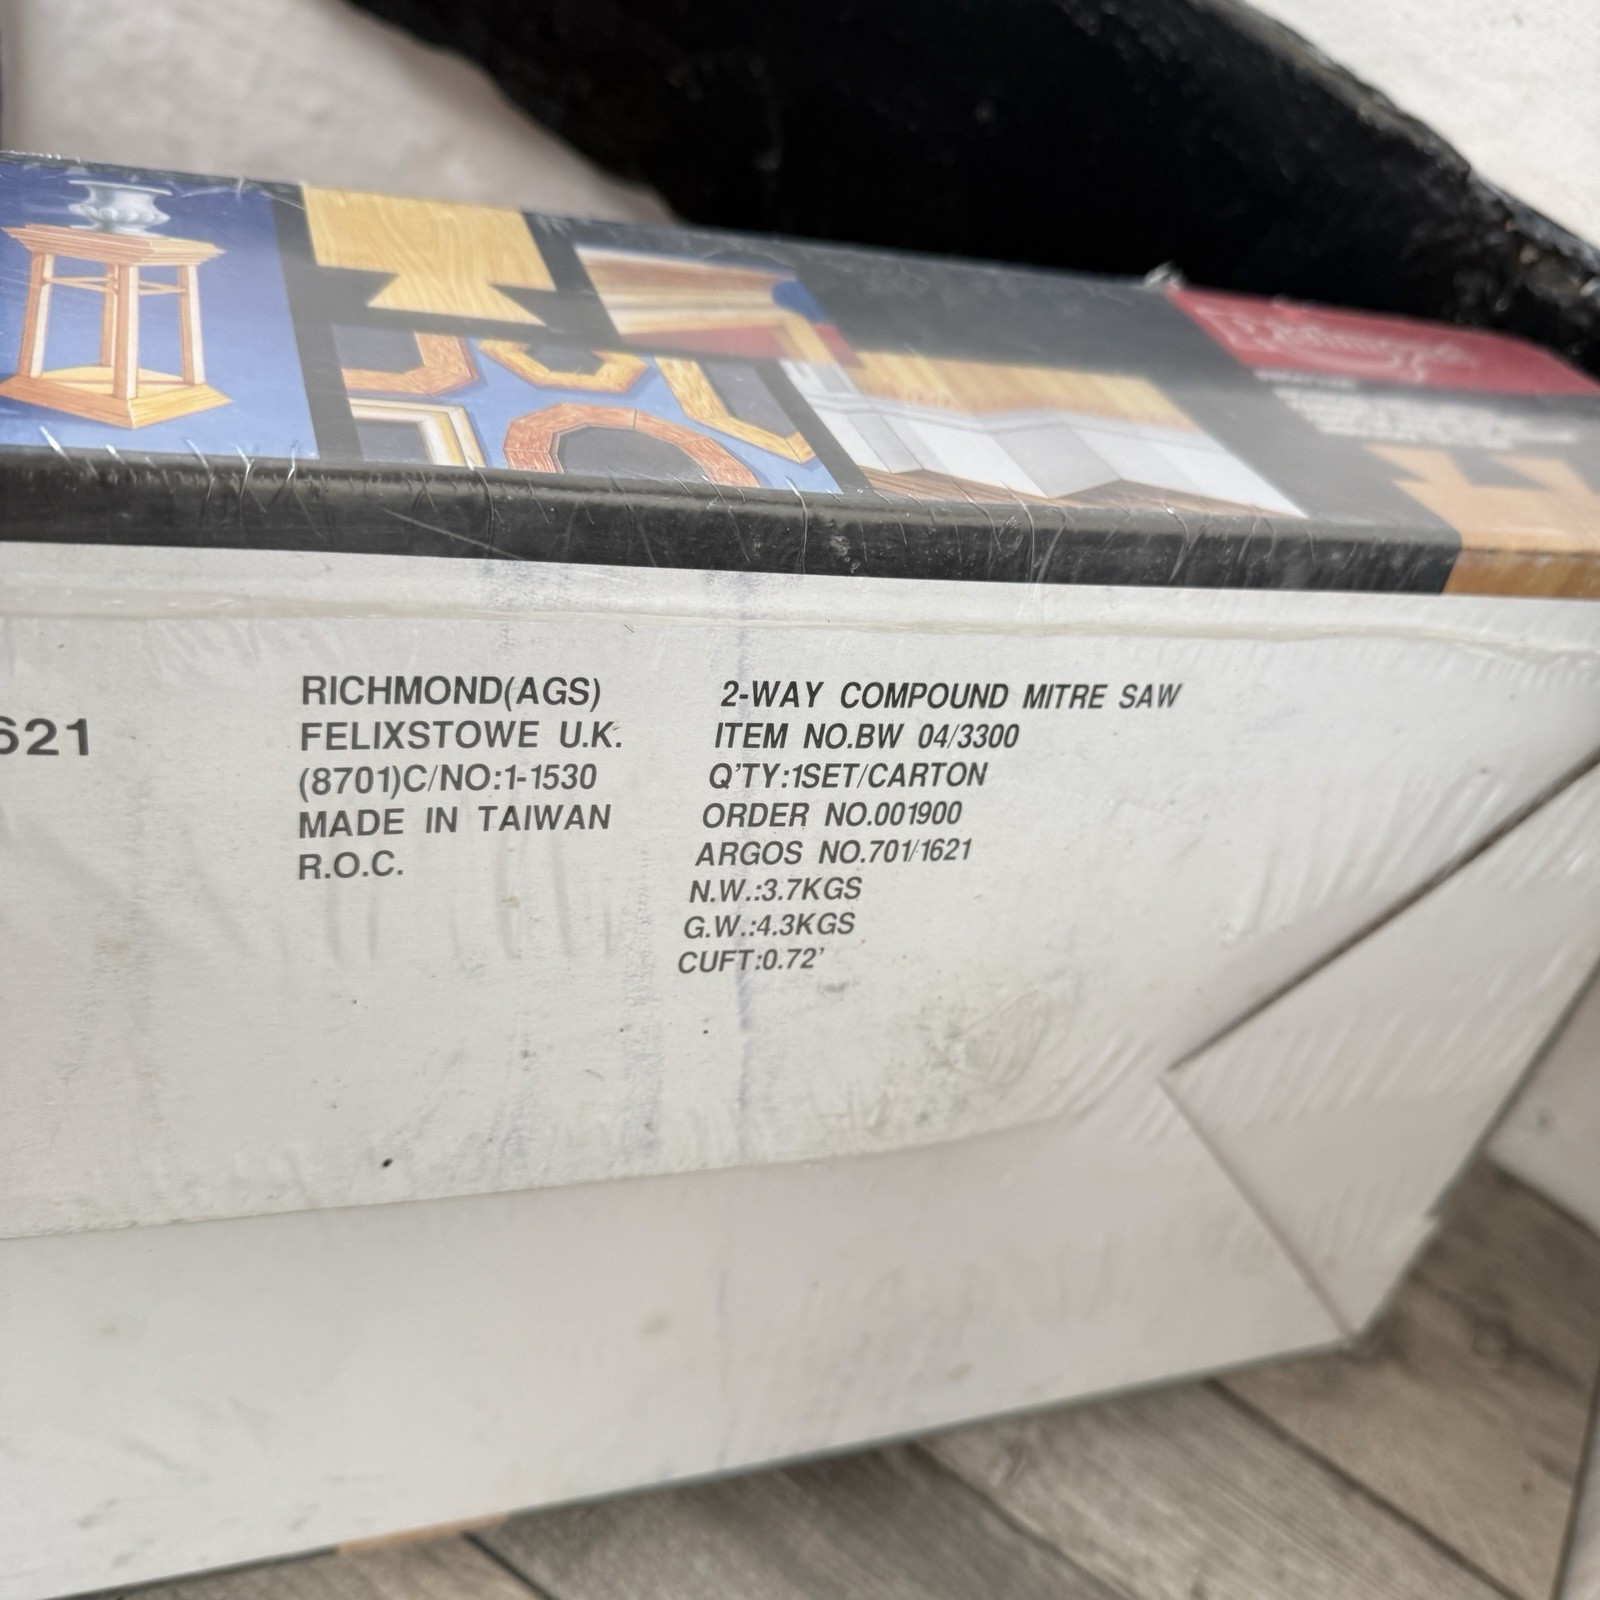 Richmond
621
RICHMOND(AGS)
FELIXSTOWE U.K.
(8701)C/NO:1-1530
MADE IN TAIWAN
R.O.C.
2-WAY COMPOUND MITRE SAW
ITEM NO.BW 04/3300
Q'TY:1SET/CARTON
ORDER NO.001900
ARGOS NO.701/1621
N.W.:3.7KGS
G.W.:4.3KGS
CUFT:0.72'